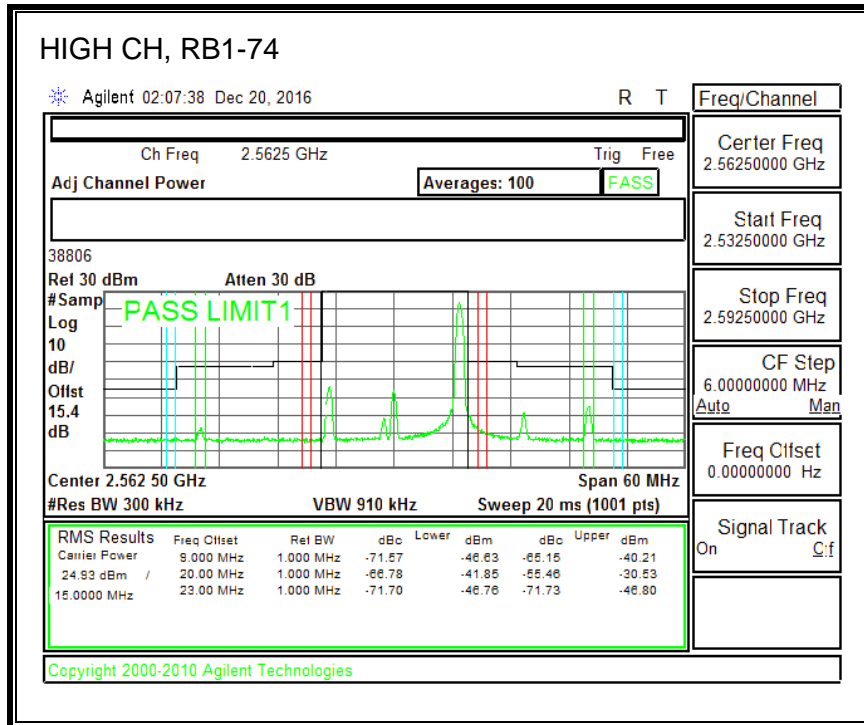 HIGH CH, RB1-74
Agilent 02:07:38 Dec 20, 2016 R T
Ch Freq 2.5625 GHz Trig Free
Adj Channel Power Averages: 100 PASS
38806
Ref 30 dBm Atten 30 dB
#Samp
Log
10
dB/
Offst
15.4
dB
PASS LIMIT1
Center 2.562 50 GHz Span 60 MHz
#Res BW 300 kHz VBW 910 kHz Sweep 20 ms (1001 pts)
RMS Results Freq Offset Ref BW dBc Lower dBm dBc Upper dBm
Carrier Power 9.000 MHz 1.000 MHz -71.57 -46.63 -65.15 -40.21
24.93 dBm / 20.00 MHz 1.000 MHz -66.78 -41.85 -55.46 -30.53
15.0000 MHz 23.00 MHz 1.000 MHz -71.70 -46.76 -71.73 -46.80
Copyright 2000-2010 Agilent Technologies
Freq/Channel
Center Freq
2.56250000 GHz
Start Freq
2.53250000 GHz
Stop Freq
2.59250000 GHz
CF Step
6.00000000 MHz
Auto Man
Freq Offset
0.00000000 Hz
Signal Track
On Off